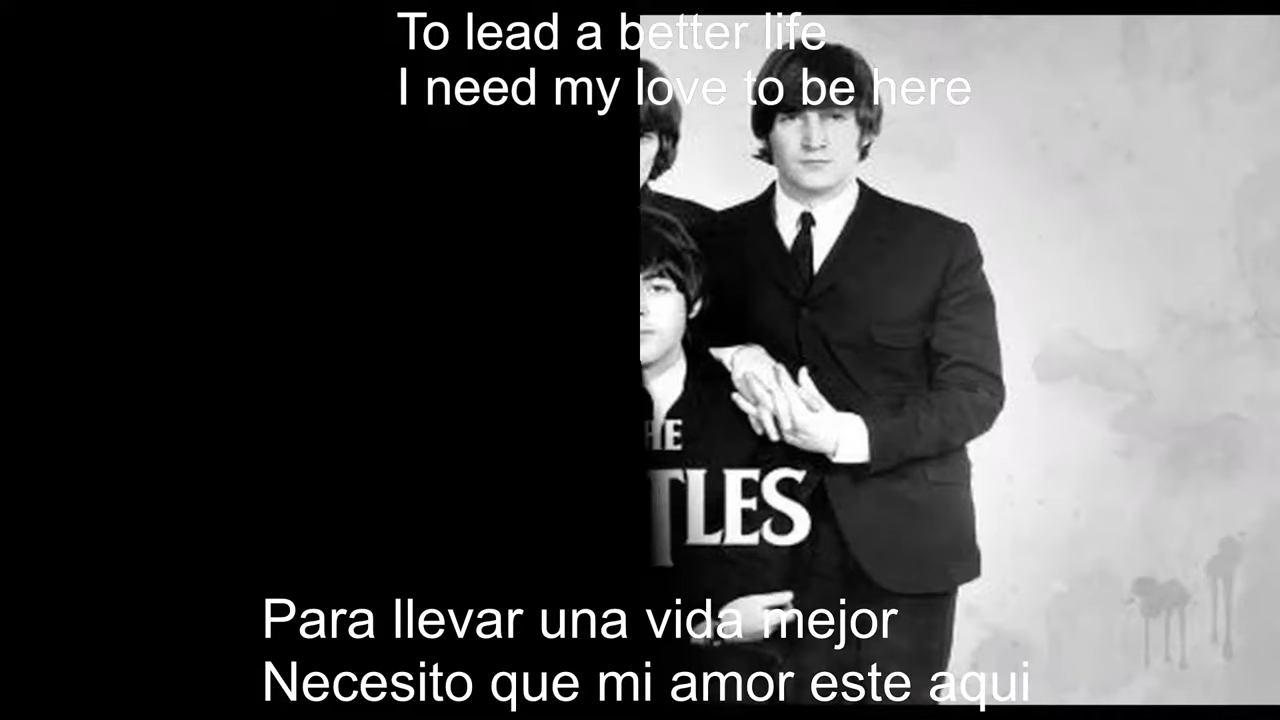 To lead a better life
I need my love to be here
HE
TLES
Para llevar una vida mejor
Necesito que mi amor este aqui